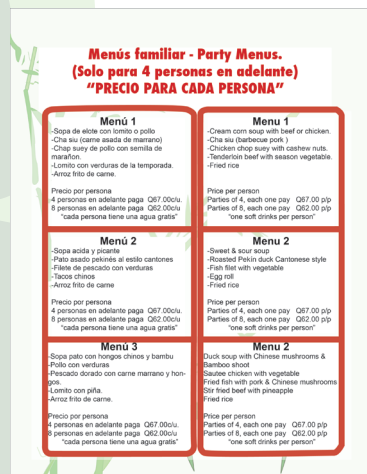 Menús familiar - Party Menus.
(Solo para 4 personas en adelante)
"PRECIO PARA CADA PERSONA"
Menú 1
-Sopa de elote con lomito o pollo
-Cha siu (carne asada de marrano)
-Chap suey de pollo con semilla de
marañon.
-Lomito con verduras de la temporada.
-Arroz frito de carne.
Precio por persona
4 personas en adelante paga Q67.00c/u.
8 personas en adelante paga Q62.00c/u
"cada persona tiene una agua gratis"
Menú 1
-Cream corn soup with beef or chicken.
-Cha siu (barbecue pork )
-Chicken chop suey with cashew nuts.
-Tenderloin beef with season vegetable.
-Fried rice
Price per person
Parties of 4, each one pay Q67.00 p/p
Parties of 8, each one pay Q62.00 p/p
"one soft drinks per person"
Menú 2
-Sopa acida y picante
-Pato asado pekinés al estilo cantones
-Filete de pescado con verduras
-Tacos chinos
-Arroz frito de carne
Precio por persona
4 personas en adelante paga Q67.00c/u
8 personas en adelante paga Q62.00c/u
"cada persona tiene una agua gratis"
Menu 2
-Sweet & sour soup
-Roasted Pekin duck Cantonese style
-Fish filet with vegetable
-Egg roll
-Fried rice
Price per person
Parties of 4, each one pay Q67.00 p/p
Parties of 8, each one pay Q62.00 p/p
"one soft drinks per person"
Menú 3
-Sopa pato con hongos chinos y bambu
-Pollo con verduras
-Pescado dorado con carne marrano y hon-
gos.
-Lomito con piña.
-Arroz frito de carne.
Precio por persona
4 personas en adelante paga Q67.00c/u.
8 personas en adelante paga Q62.00c/u.
"cada persona tiene una agua gratis"
Menu 2
Duck soup with Chinese mushrooms &
Bamboo shoot
Sautee chicken with vegetable
Fried fish with pork & Chinese mushrooms
Stir fried beef with pineapple
Fried rice
Price per person
Parties of 4, each one pay Q67.00 p/p
Parties of 8, each one pay Q62.00 p/p
"one soft drinks per person"